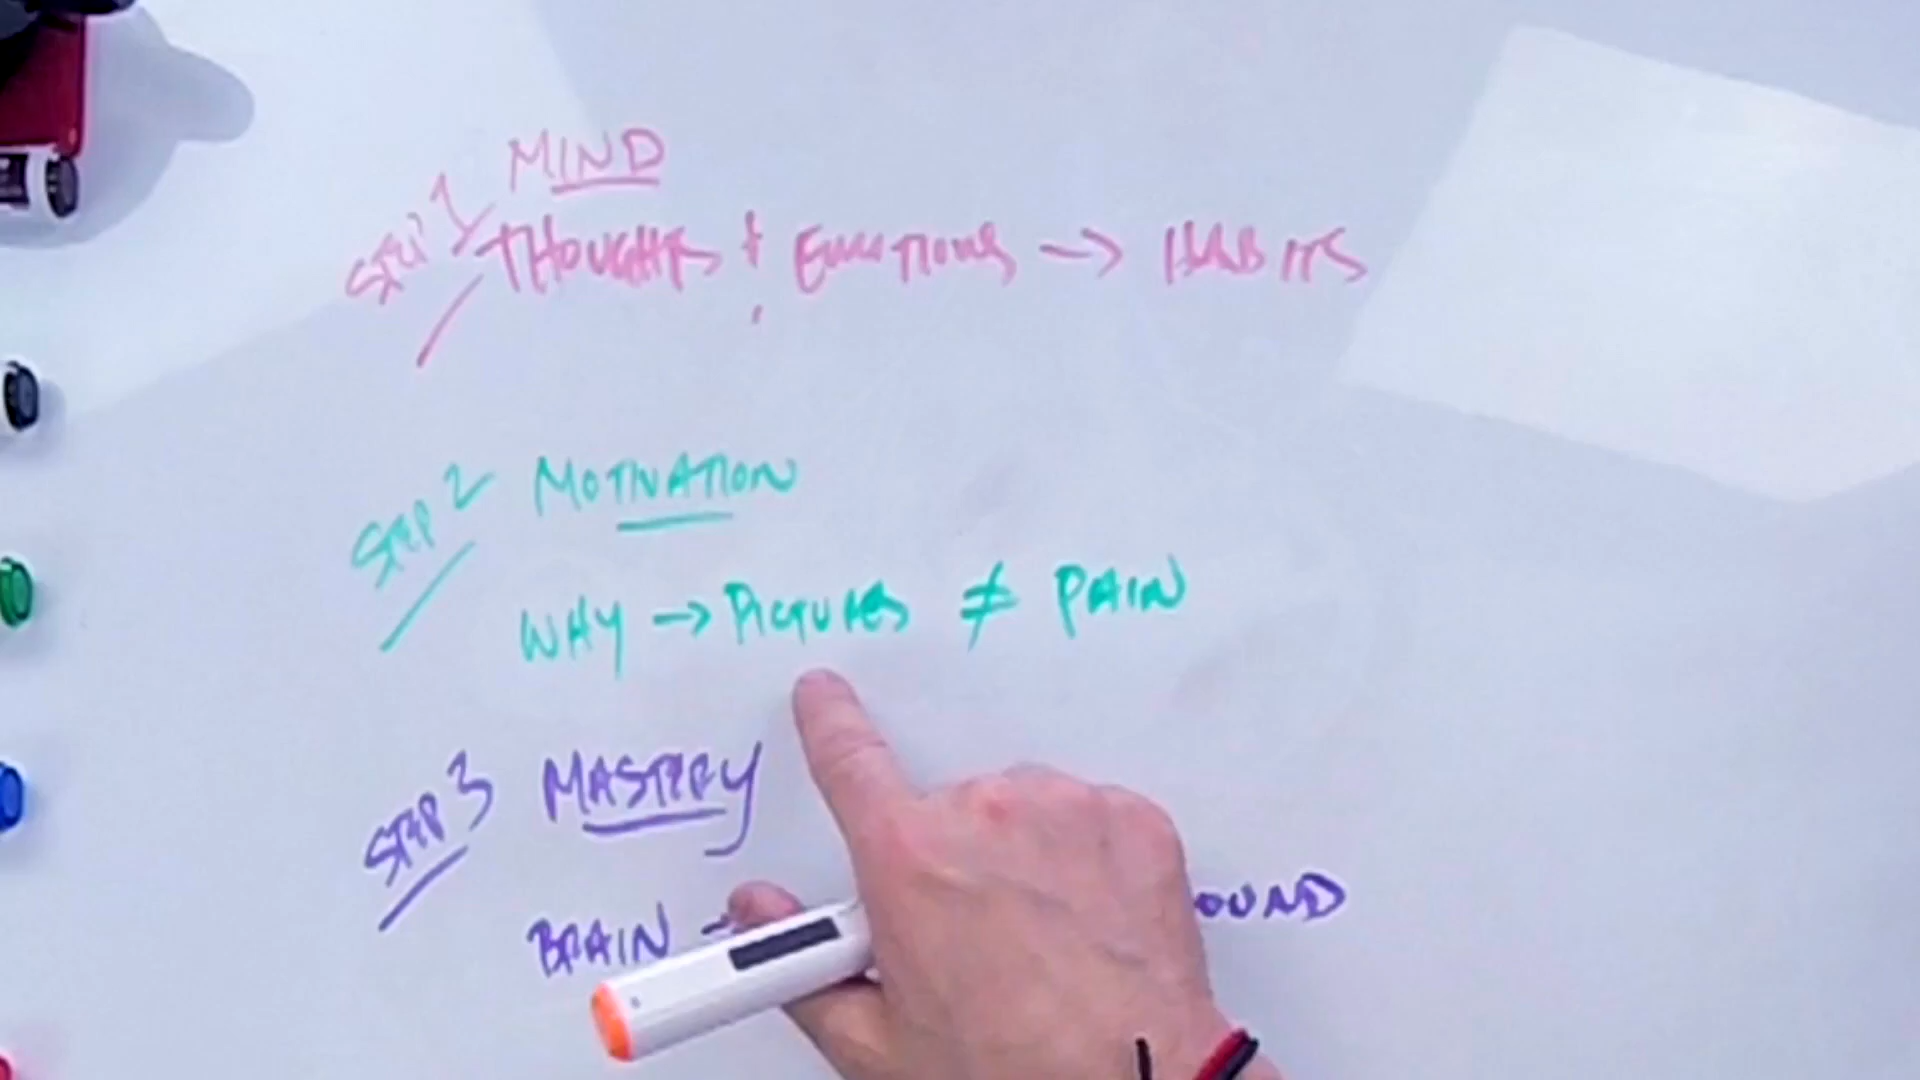 MIND
STEP 1 THOUGHTS & EMOTIONS → HABITS
STEP 2 MOTIVATION
WHY → PICTURES ≠ PAIN
STEP 3 MASTERY
BRAIN → OUND